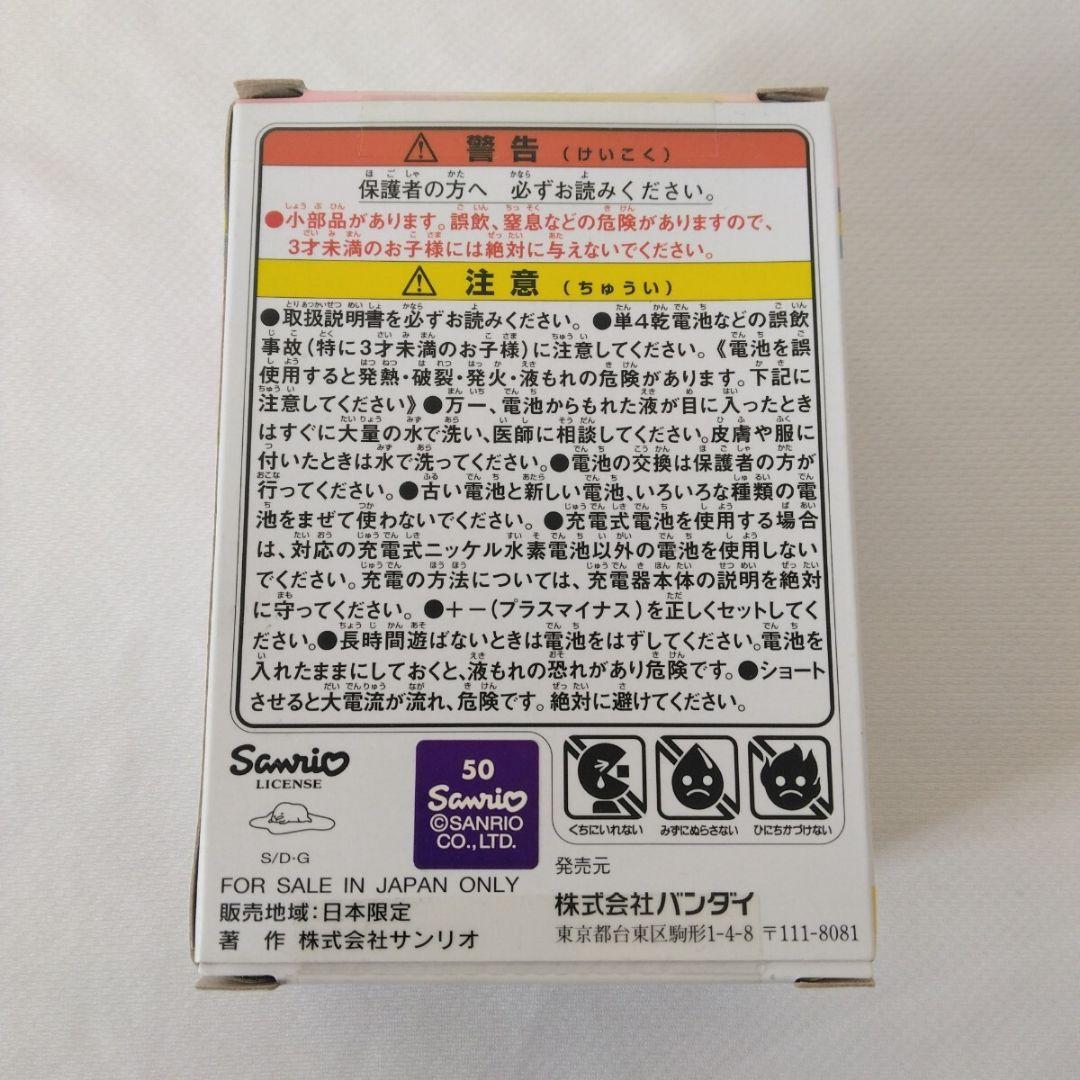 警告 (けいこく)
保護者の方へ 必ずお読みください。
●小部品があります。誤飲、窒息などの危険がありますので、
3才未満のお子様には絶対に与えないでください。
注意 (ちゅうい)
●取扱説明書を必ずお読みください。 ●単4乾電池などの誤飲
事故(特に3才未満のお子様)に注意してください。《電池を誤
使用すると発熱・破裂・発火・液もれの危険があります。下記に
注意してください》●万一、電池からもれた液が目に入ったとき
はすぐに大量の水で洗い、医師に相談してください。皮膚や服に
付いたときは水で洗ってください。●電池の交換は保護者の方が
行ってください。●古い電池と新しい電池、いろいろな種類の電
池をまぜて使わないでください。●充電式電池を使用する場合
は、対応の充電式ニッケル水素電池以外の電池を使用しない
でください。充電の方法については、充電器本体の説明を絶対
に守ってください。 ●+-(プラスマイナス)を正しくセットしてく
ださい。●長時間遊ばないときは電池をはずしてください。電池を
入れたままにしておくと、液もれの恐れがあり危険です。●ショート
させると大電流が流れ、危険です。絶対に避けてください。
Sanrio
LICENSE
S/D・G
50
Sanrio
©SANRIO
CO.,LTD.
くちにいれない みずにぬらさない ひにちかづけない
FOR SALE IN JAPAN ONLY
販売地域:日本限定
著 作 株式会社サンリオ
発売元
株式会社バンダイ
東京都台東区駒形1-4-8 〒111-8081